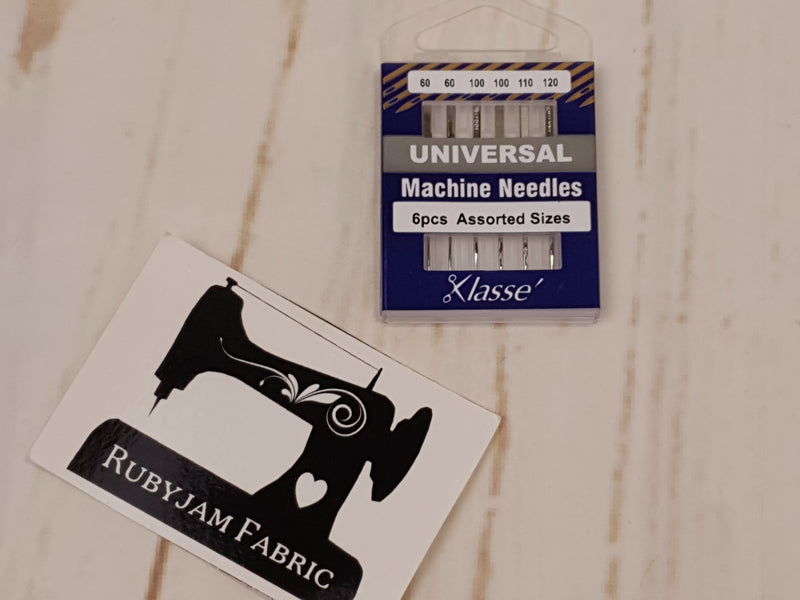 60 60 100 100 110 120
UNIVERSAL
Machine Needles
6pcs Assorted Sizes
Klasse'
RUBYJAM FABRIC